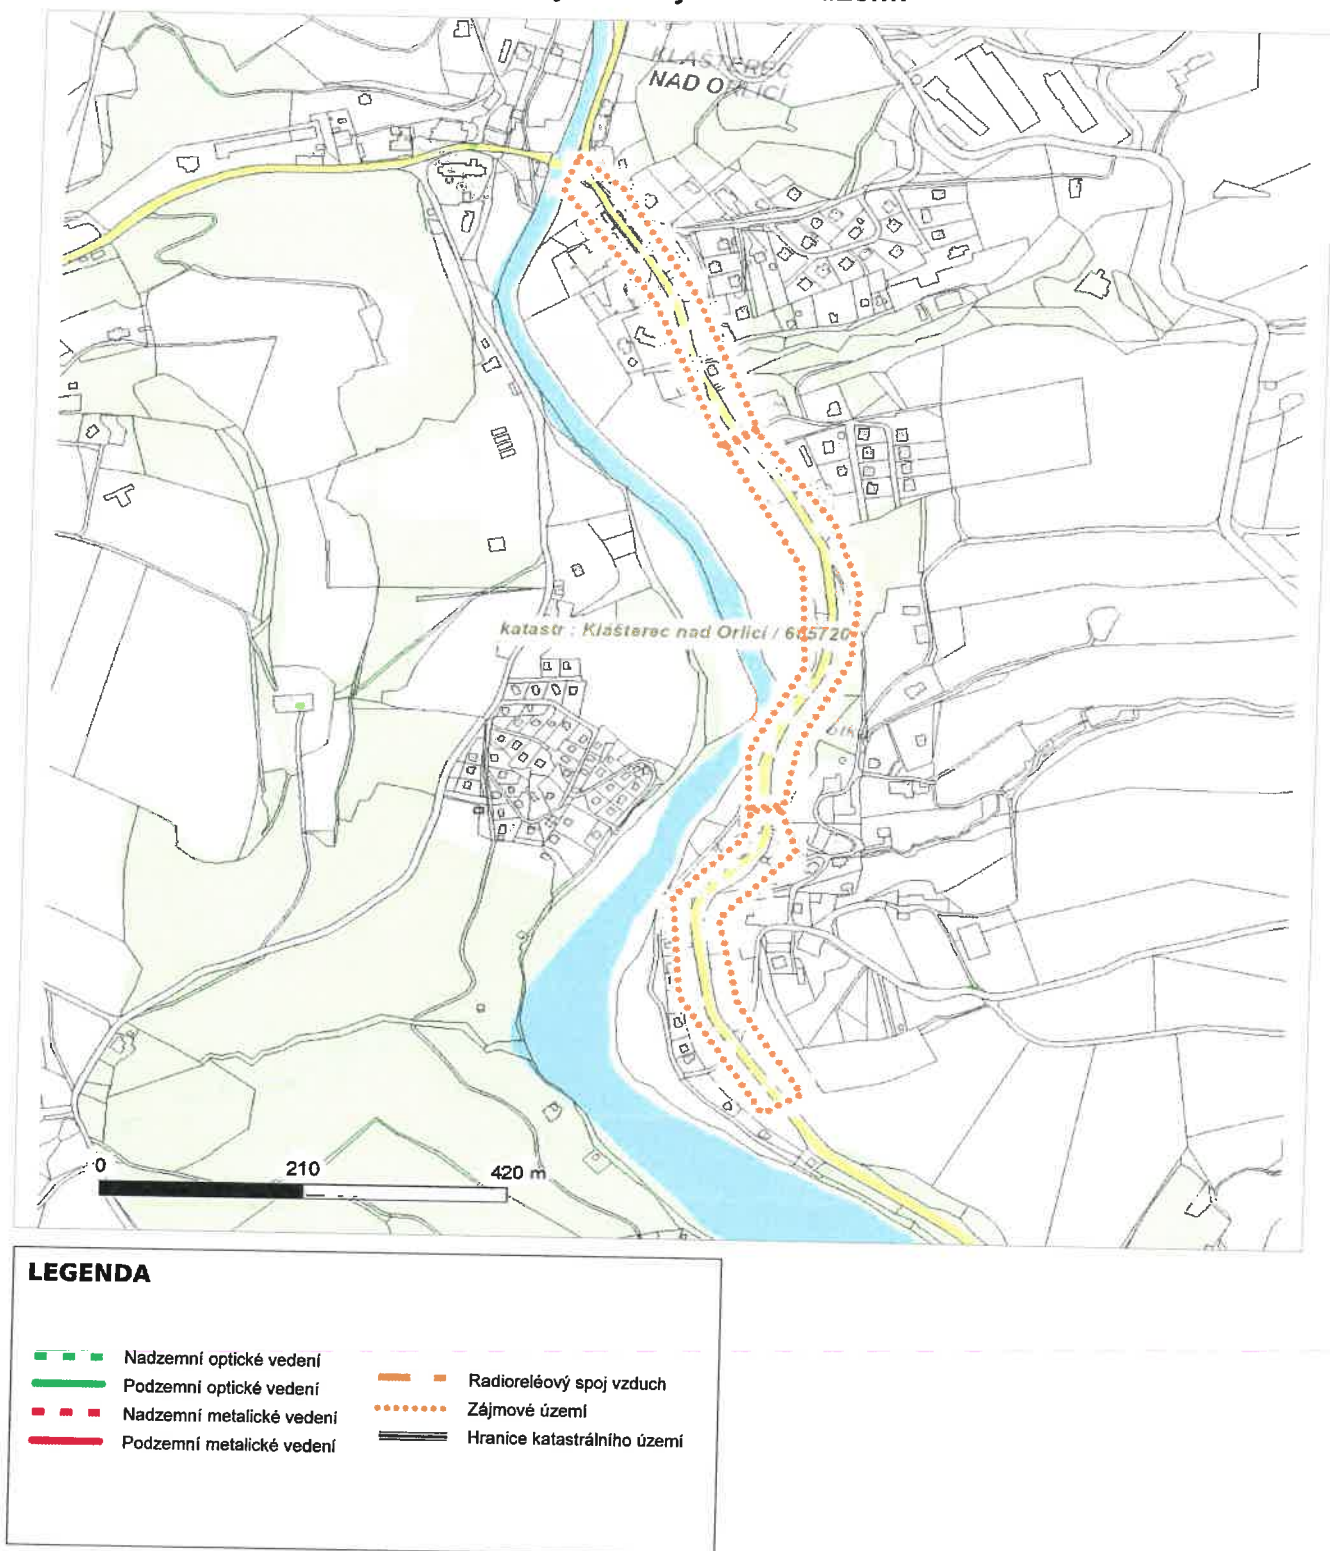 KLÁŠTEREC
NAD ORLICÍ
katastr : Klášterec nad Orlicí / 665720
0 210 420 m
LEGENDA
Nadzemní optické vedení
Podzemní optické vedení
Nadzemní metalické vedení
Podzemní metalické vedení
Radioreléový spoj vzduch
Zájmové území
Hranice katastrálního území